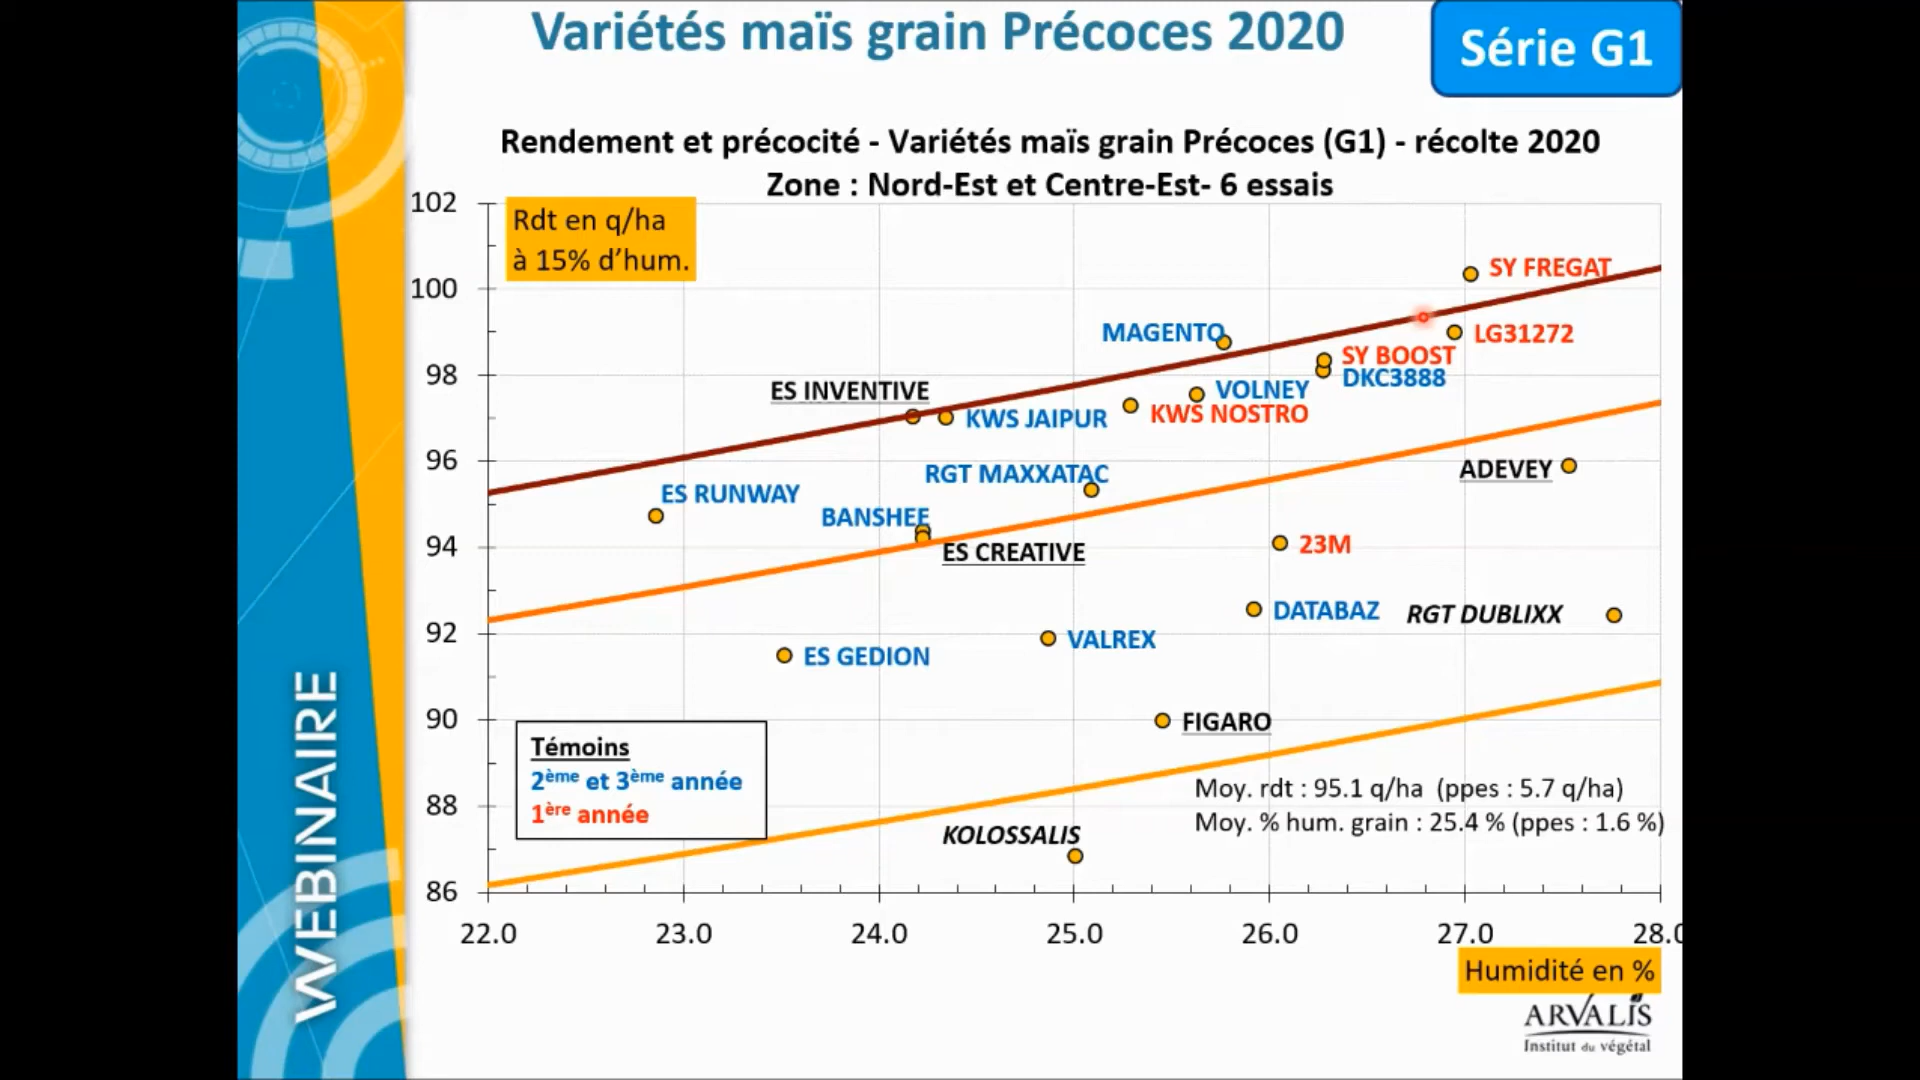 Variétés maïs grain Précoces 2020
Série G1
Rendement et précocité - Variétés maïs grain Précoces (G1) - récolte 2020
Zone : Nord-Est et Centre-Est- 6 essais
Rdt en q/ha
à 15% d’hum.
102
100
98
96
94
92
90
88
86
SY FREGAT
MAGENTO
LG31272
SY BOOST
DKC3888
ES INVENTIVE
VOLNEY
KWS NOSTRO
KWS JAIPUR
RGT MAXXATAC
ADEVEY
ES RUNWAY
BANSHEE
ES CREATIVE
23M
DATABAZ
RGT DUBLIXX
VALREX
ES GEDION
FIGARO
KOLOSSALIS
Témoins
2ème et 3ème année
1ère année
Moy. rdt : 95.1 q/ha (ppes : 5.7 q/ha)
Moy. % hum. grain : 25.4 % (ppes : 1.6 %)
22.0
23.0
24.0
25.0
26.0
27.0
28.0
Humidité en %
WEBINAIRE
ARVALIS
Institut du végétal